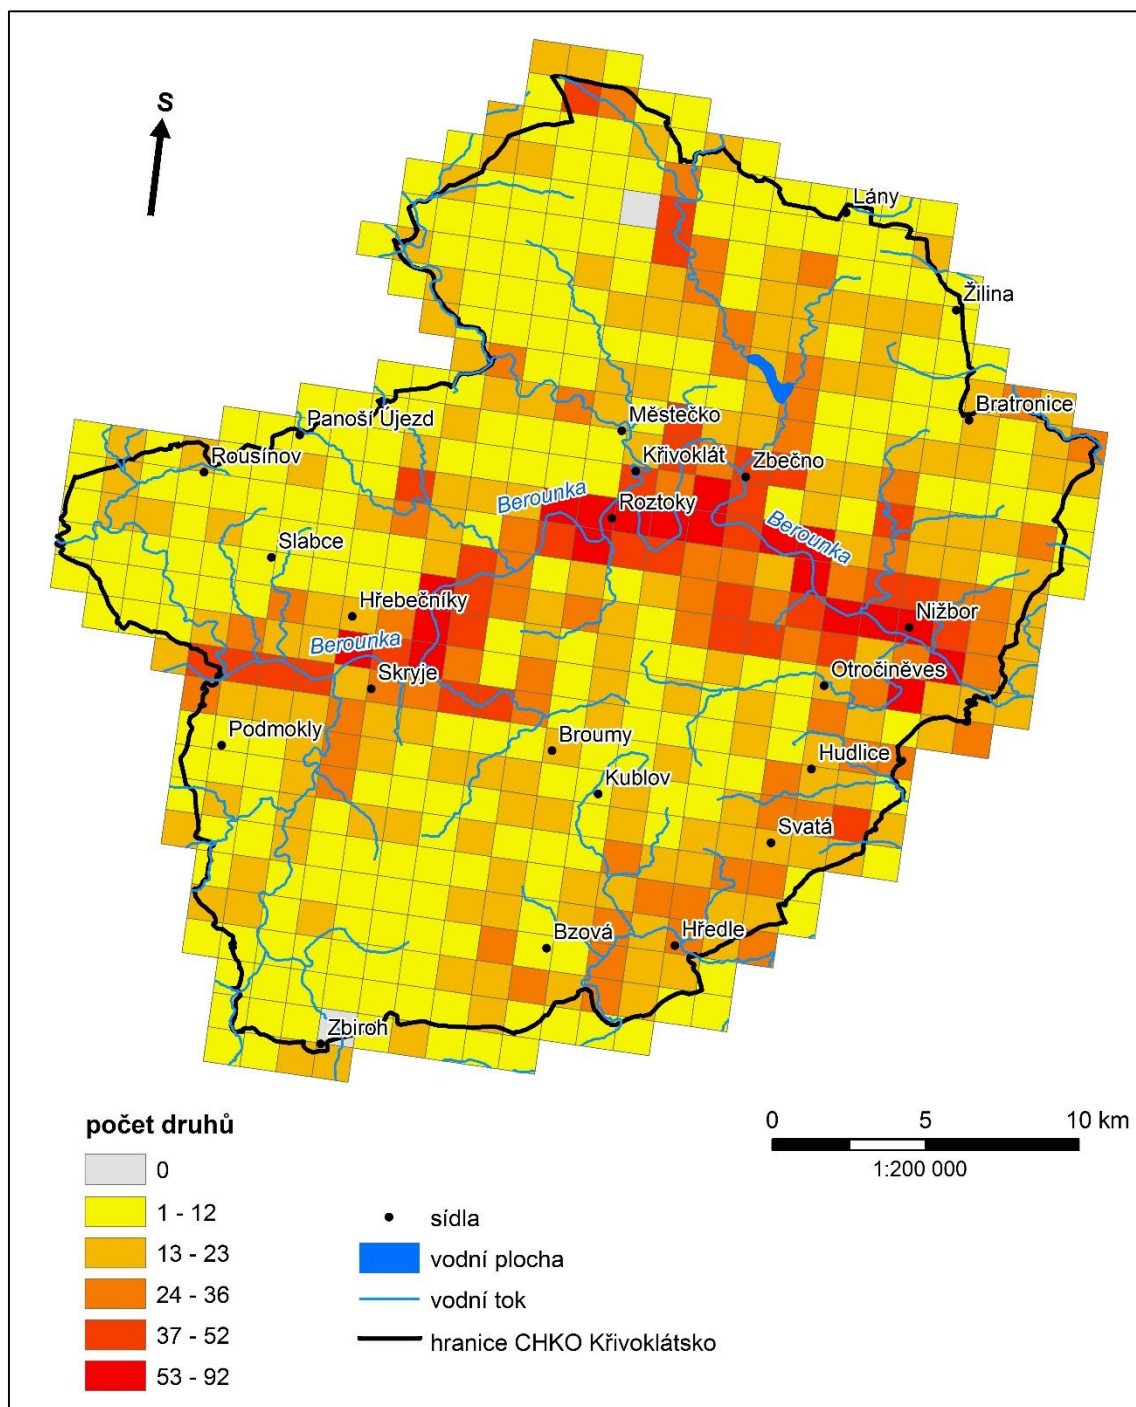 S
Lány
Žilina
Bratronice
Městečko
Panoší Újezd
Křivoklát
Zbečno
Rousínov
Berounka
Roztoky
Berounka
Slabce
Hřebečníky
Nižbor
Berounka
Skryje
Otročiněves
Podmokly
Broumy
Hudlice
Kublov
Svatá
Bzová
Hředle
Zbiroh
počet druhů
0
1 - 12
13 - 23
24 - 36
37 - 52
53 - 92
sídla
vodní plocha
vodní tok
hranice CHKO Křivoklátsko
0 5 10 km
1:200 000